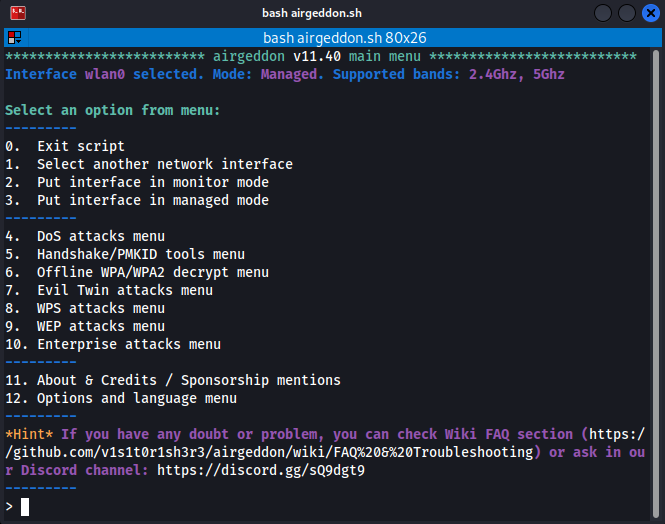 bash airgeddon.sh
bash airgeddon.sh 80x26
************************* airgeddon v11.40 main menu **************************
Interface wlan0 selected. Mode: Managed. Supported bands: 2.4Ghz, 5Ghz
Select an option from menu:
---------
0.  Exit script
1.  Select another network interface
2.  Put interface in monitor mode
3.  Put interface in managed mode
---------
4.  DoS attacks menu
5.  Handshake/PMKID tools menu
6.  Offline WPA/WPA2 decrypt menu
7.  Evil Twin attacks menu
8.  WPS attacks menu
9.  WEP attacks menu
10. Enterprise attacks menu
---------
11. About & Credits / Sponsorship mentions
12. Options and language menu
---------
*Hint* If you have any doubt or problem, you can check Wiki FAQ section (https:/
/github.com/v1s1t0r1sh3r3/airgeddon/wiki/FAQ%20&%20Troubleshooting) or ask in ou
r Discord channel: https://discord.gg/sQ9dgt9
---------
>